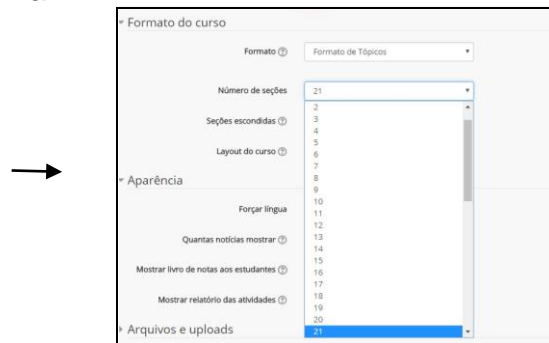 Formato do curso
Formato Formato de Tópicos
Número de seções 21
2
Seções escondidas 3
4
5
Layout do curso 6
7
8
Aparência
9
10
Forçar língua 11
12
Quantas notícias mostrar 13
14
15
Mostrar livro de notas aos estudantes 16
17
Mostrar relatório das atividades 18
19
20
Arquivos e uploads 21